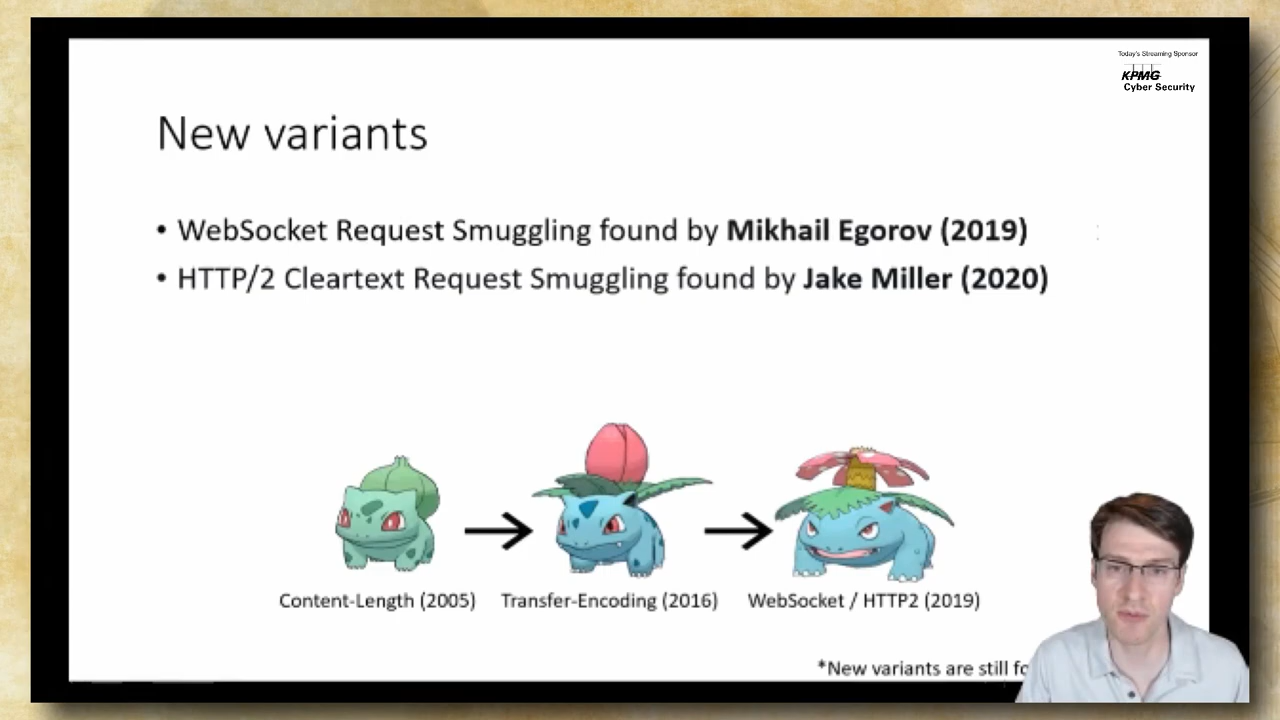 Today's Streaming Sponsor
KPMG
Cyber Security
New variants
• WebSocket Request Smuggling found by Mikhail Egorov (2019)
• HTTP/2 Cleartext Request Smuggling found by Jake Miller (2020)
Content-Length (2005)
Transfer-Encoding (2016)
WebSocket / HTTP2 (2019)
*New variants are still